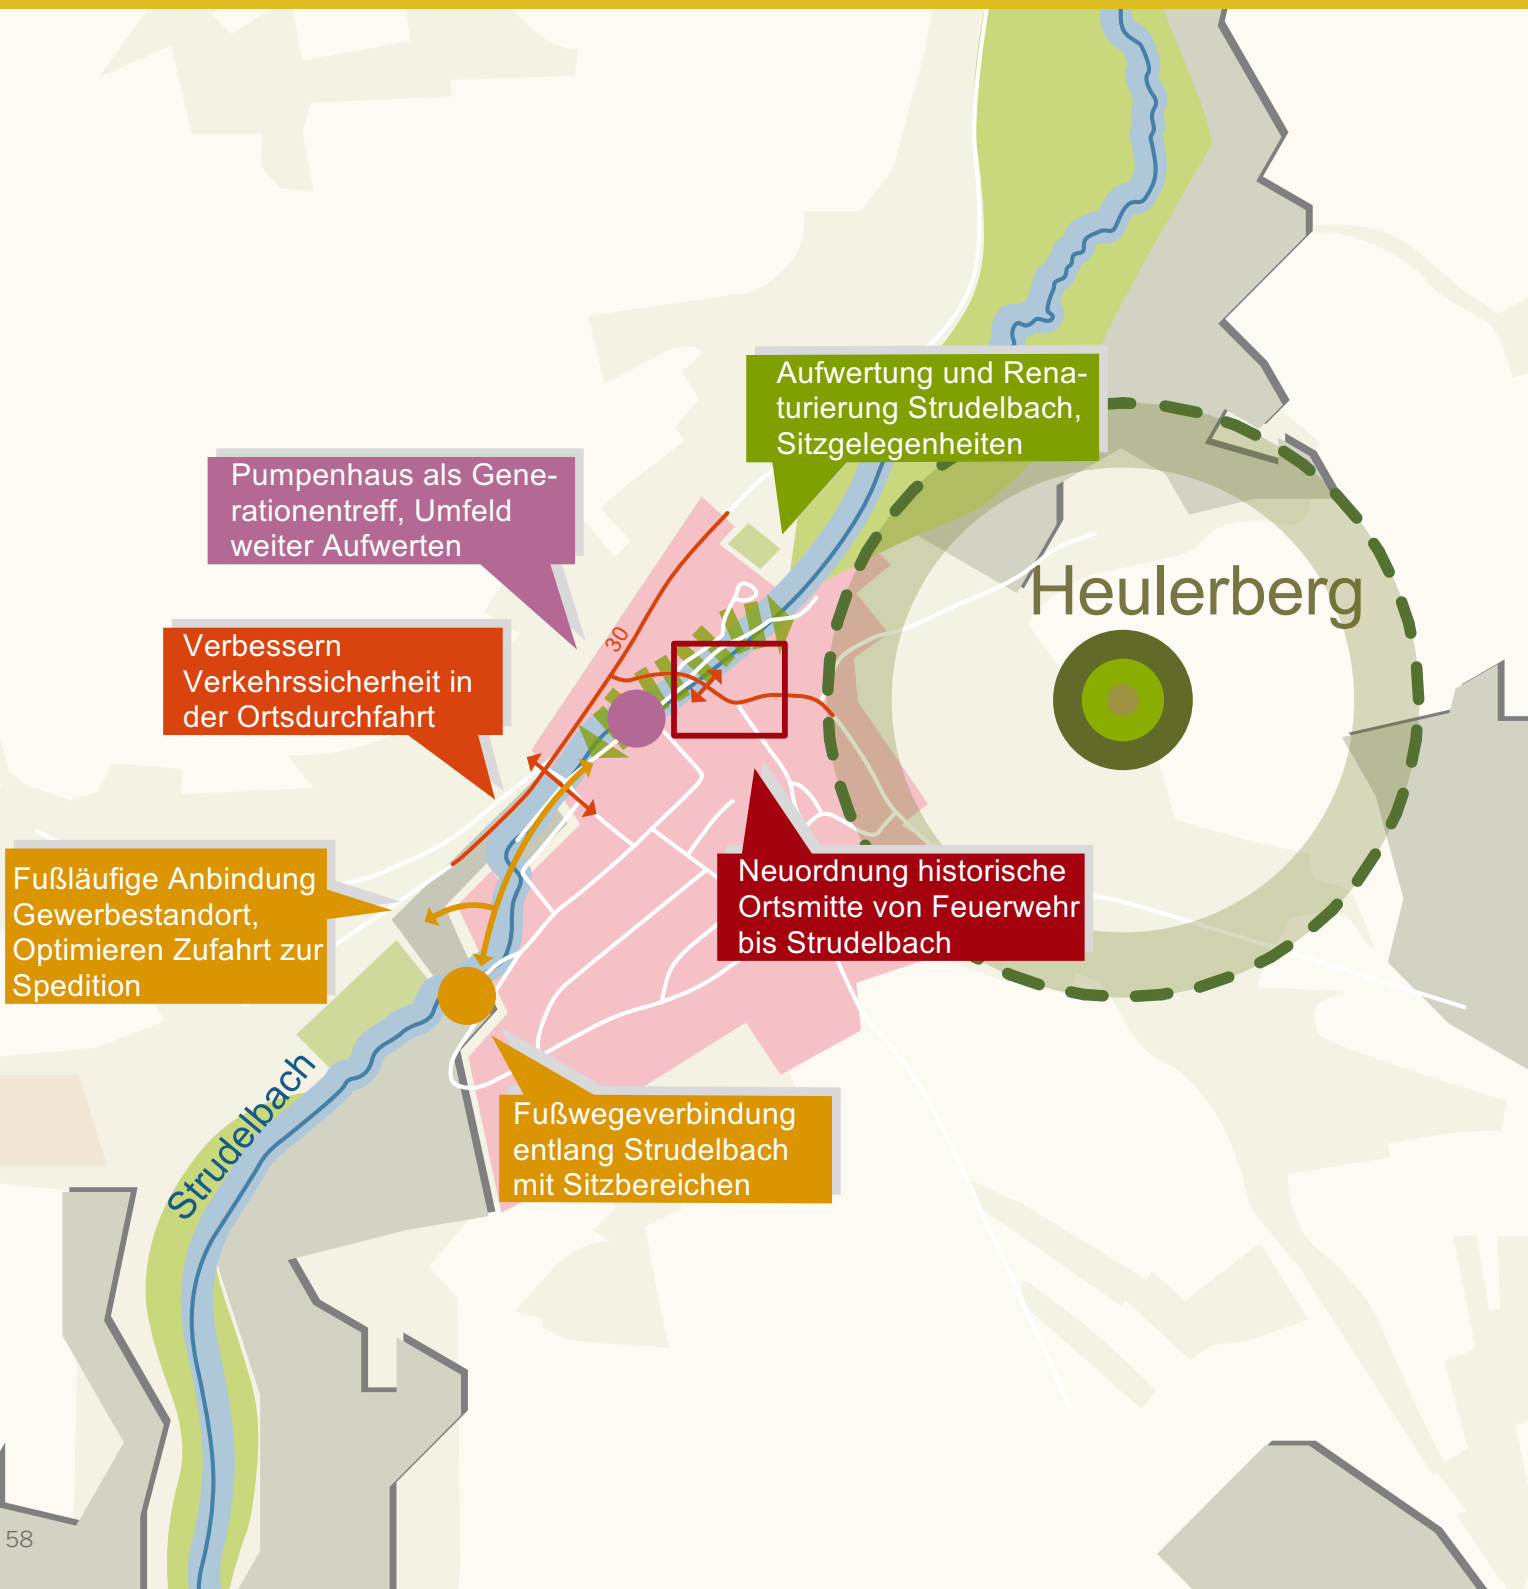 Aufwertung und Rena-
turierung Strudelbach,
Sitzgelegenheiten
Pumpenhaus als Gene-
rationentreff, Umfeld
weiter Aufwerten
Heulerberg
30
Verbessern
Verkehrssicherheit in
der Ortsdurchfahrt
Fußläufige Anbindung
Gewerbestandort,
Optimieren Zufahrt zur
Spedition
Neuordnung historische
Ortsmitte von Feuerwehr
bis Strudelbach
Strudelbach
Fußwegeverbindung
entlang Strudelbach
mit Sitzbereichen
58